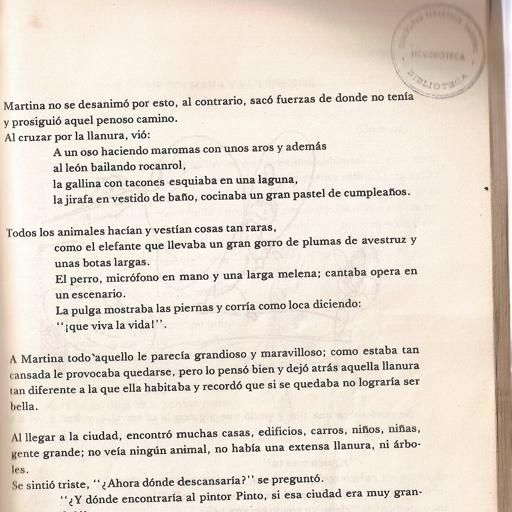 HEMEROTECA
BIBLIOTECA
Martina no se desanimó por esto, al contrario, sacó fuerzas de donde no tenía
y prosiguió aquel penoso camino.
Al cruzar por la llanura, vió:
A un oso haciendo maromas con unos aros y además
al león bailando rocanrol,
la gallina con tacones esquiaba en una laguna,
la jirafa en vestido de baño, cocinaba un gran pastel de cumpleaños.
Todos los animales hacían y vestían cosas tan raras,
como el elefante que llevaba un gran gorro de plumas de avestruz y
unas botas largas.
El perro, micrófono en mano y una larga melena; cantaba opera en
un escenario.
La pulga mostraba las piernas y corría como loca diciendo:
"¡que viva la vida!".
A Martina todo aquello le parecía grandioso y maravilloso; como estaba tan
cansada le provocaba quedarse, pero lo pensó bien y dejó atrás aquella llanura
tan diferente a la que ella habitaba y recordó que si se quedaba no lograría ser
bella.
Al llegar a la ciudad, encontró muchas casas, edificios, carros, niños, niñas,
gente grande; no veía ningún animal, no había una extensa llanura, ni árbo-
les.
Se sintió triste, "¿Ahora dónde descansaría?" se preguntó.
"¿Y dónde encontraría al pintor Pinto, si esa ciudad era muy gran-